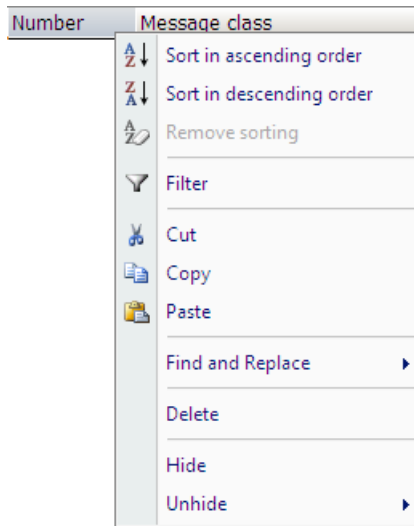 Number Message class
Sort in ascending order
Sort in descending order
Remove sorting
Filter
Cut
Copy
Paste
Find and Replace
Delete
Hide
Unhide